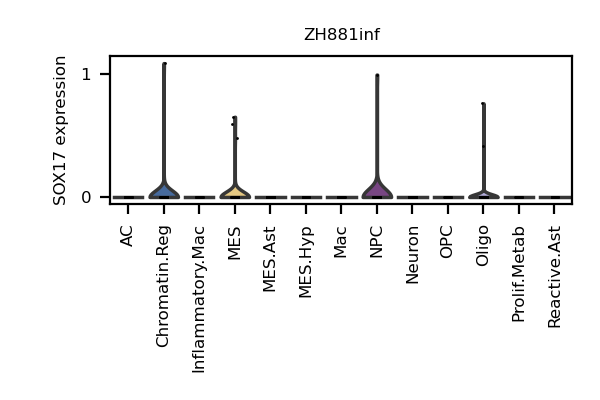 ZH881inf
SOX17 expression
1
0
AC
Chromatin.Reg
Inflammatory.Mac
MES
MES.Ast
MES.Hyp
Mac
NPC
Neuron
OPC
Oligo
Prolif.Metab
Reactive.Ast